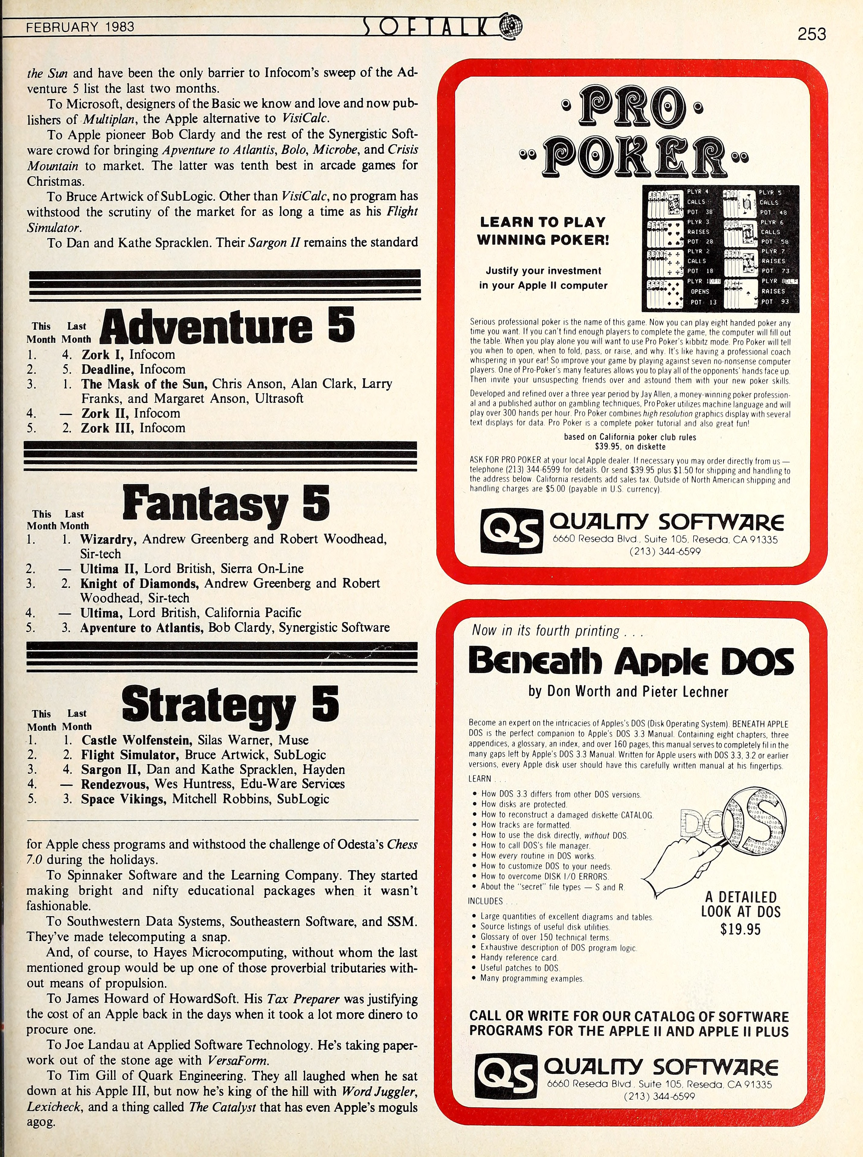 FEBRUARY 1983
SOFTALK
253
the Sun and have been the only barrier to Infocom's sweep of the Ad-
venture 5 list the last two months.
To Microsoft, designers of the Basic we know and love and now pub-
lishers of Multiplan, the Apple alternative to VisiCalc.
To Apple pioneer Bob Clardy and the rest of the Synergistic Soft-
ware crowd for bringing Apventure to Atlantis, Bolo, Microbe, and Crisis
Mountain to market. The latter was tenth best in arcade games for
Christmas.
To Bruce Artwick of SubLogic. Other than VisiCalc, no program has
withstood the scrutiny of the market for as long a time as his Flight
Simulator.
To Dan and Kathe Spracklen. Their Sargon II remains the standard
Adventure 5
This Last
Month Month
1. 4. Zork I, Infocom
2. 5. Deadline, Infocom
3. 1. The Mask of the Sun, Chris Anson, Alan Clark, Larry
Franks, and Margaret Anson, Ultrasoft
4. — Zork II, Infocom
5. 2. Zork III, Infocom
Fantasy 5
This Last
Month Month
1. 1. Wizardry, Andrew Greenberg and Robert Woodhead,
Sir-tech
2. — Ultima II, Lord British, Sierra On-Line
3. 2. Knight of Diamonds, Andrew Greenberg and Robert
Woodhead, Sir-tech
4. — Ultima, Lord British, California Pacific
5. 3. Apventure to Atlantis, Bob Clardy, Synergistic Software
Strategy 5
This Last
Month Month
1. 1. Castle Wolfenstein, Silas Warner, Muse
2. 2. Flight Simulator, Bruce Artwick, SubLogic
3. 4. Sargon II, Dan and Kathe Spracklen, Hayden
4. — Rendezvous, Wes Huntress, Edu-Ware Services
5. 3. Space Vikings, Mitchell Robbins, SubLogic
for Apple chess programs and withstood the challenge of Odesta's Chess
7.0 during the holidays.
To Spinnaker Software and the Learning Company. They started
making bright and nifty educational packages when it wasn't
fashionable.
To Southwestern Data Systems, Southeastern Software, and SSM.
They've made telecomputing a snap.
And, of course, to Hayes Microcomputing, without whom the last
mentioned group would be up one of those proverbial tributaries with-
out means of propulsion.
To James Howard of HowardSoft. His Tax Preparer was justifying
the cost of an Apple back in the days when it took a lot more dinero to
procure one.
To Joe Landau at Applied Software Technology. He's taking paper-
work out of the stone age with VersaForm.
To Tim Gill of Quark Engineering. They all laughed when he sat
down at his Apple III, but now he's king of the hill with Word Juggler,
Lexicheck, and a thing called The Catalyst that has even Apple's moguls
agog.
PRO
POKER
LEARN TO PLAY
WINNING POKER!
Justify your investment
in your Apple II computer
PLYR 4
CALLS
POT 38
PLYR 3
RAISES
POT 28
PLYR 2
CALLS
POT 18
PLYR 1
OPENS
POT 13
PLYR 5
CALLS
POT 48
PLYR 6
CALLS
POT 58
PLYR 7
RAISES
POT 73
PLYR 8
RAISES
POT 93
Serious professional poker is the name of this game. Now you can play eight handed poker any
time you want. If you can't find enough players to complete the game, the computer will fill out
the table. When you play alone you will want to use Pro Poker's kibbitz mode. Pro Poker will tell
you when to open, when to fold, pass, or raise, and why. It's like having a professional coach
whispering in your ear! So improve your game by playing against seven no-nonsense computer
players. One of Pro-Poker's many features allows you to play all of the opponents' hands face up.
Then invite your unsuspecting friends over and astound them with your new poker skills.
Developed and refined over a three year period by Jay Allen, a money-winning poker profession-
al and a published author on gambling techniques, Pro Poker utilizes machine language and will
play over 300 hands per hour. Pro Poker combines high resolution graphics display with several
text displays for data. Pro Poker is a complete poker tutorial and also great fun!
based on California poker club rules
$39.95, on diskette
ASK FOR PRO POKER at your local Apple dealer. If necessary you may order directly from us —
telephone (213) 344-6599 for details. Or send $39.95 plus $1.50 for shipping and handling to
the address below. California residents add sales tax. Outside of North American shipping and
handling charges are $5.00 (payable in U.S. currency).
QS QUALITY SOFTWARE
6660 Reseda Blvd., Suite 105, Reseda, CA 91335
(213) 344-6599
Now in its fourth printing . . .
Beneath Apple DOS
by Don Worth and Pieter Lechner
Become an expert on the intricacies of Apples's DOS (Disk Operating System). BENEATH APPLE
DOS is the perfect companion to Apple's DOS 3.3 Manual. Containing eight chapters, three
appendices, a glossary, an index, and over 160 pages, this manual serves to completely fil in the
many gaps left by Apple's DOS 3.3 Manual. Written for Apple users with DOS 3.3, 3.2 or earlier
versions, every Apple disk user should have this carefully written manual at his fingertips.
LEARN . . .
• How DOS 3.3 differs from other DOS versions.
• How disks are protected.
• How to reconstruct a damaged diskette CATALOG.
• How tracks are formatted.
• How to use the disk directly, without DOS.
• How to call DOS's file manager.
• How every routine in DOS works.
• How to customize DOS to your needs.
• How to overcome DISK I/O ERRORS.
• About the "secret" file types — S and R.
INCLUDES . . .
• Large quantities of excellent diagrams and tables.
• Source listings of useful disk utilities.
• Glossary of over 150 technical terms.
• Exhaustive description of DOS program logic.
• Handy reference card.
• Useful patches to DOS.
• Many programming examples.
DOS
A DETAILED
LOOK AT DOS
$19.95
CALL OR WRITE FOR OUR CATALOG OF SOFTWARE
PROGRAMS FOR THE APPLE II AND APPLE II PLUS
QS QUALITY SOFTWARE
6660 Reseda Blvd., Suite 105, Reseda, CA 91335
(213) 344-6599